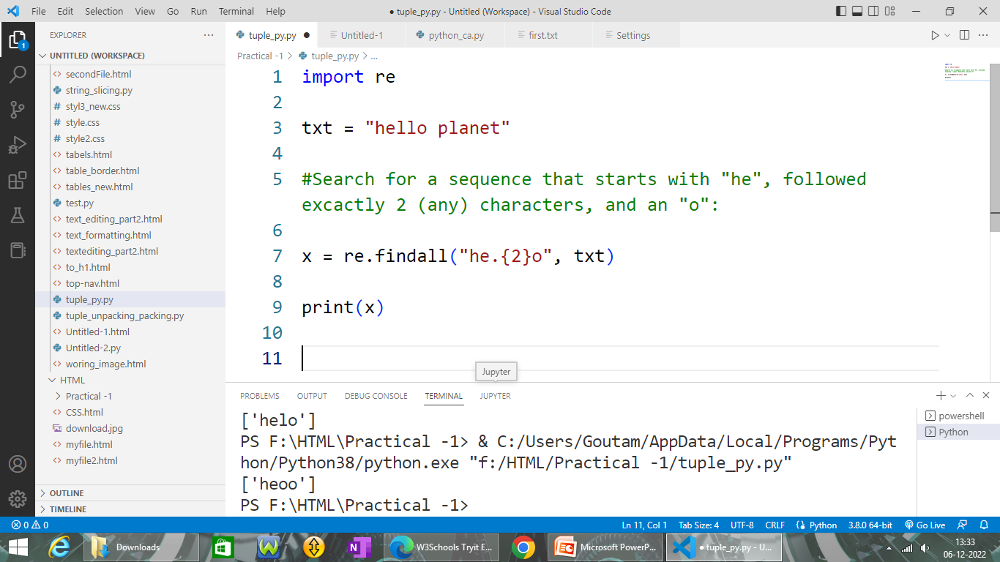 File Edit Selection View Go Run Terminal Help
● tuple_py.py - Untitled (Workspace) - Visual Studio Code
1
EXPLORER ...
UNTITLED (WORKSPACE)
secondFile.html
string_slicing.py
# styl3_new.css
# style.css
# style2.css
tabels.html
table_border.html
tables_new.html
test.py
text_editing_part2.html
text_formatting.html
textediting_part2.html
to_h1.html
top-nav.html
tuple_py.py
tuple_unpacking_packing.py
Untitled-1.html
Untitled-2.py
woring_image.html
HTML
Practical -1
CSS.html
download.jpg
myfile.html
myfile2.html
OUTLINE
TIMELINE
tuple_py.py ● Untitled-1 python_ca.py first.txt Settings
Practical -1 > tuple_py.py > ...
1 import re
2
3 txt = "hello planet"
4
5 #Search for a sequence that starts with "he", followed
excactly 2 (any) characters, and an "o":
6
7 x = re.findall("he.{2}o", txt)
8
9 print(x)
10
11
Jupyter
PROBLEMS OUTPUT DEBUG CONSOLE TERMINAL JUPYTER
['helo']
PS F:\HTML\Practical -1> & C:/Users/Goutam/AppData/Local/Programs/Pyt
hon/Python38/python.exe "f:/HTML/Practical -1/tuple_py.py"
['heoo']
PS F:\HTML\Practical -1>
powershell
Python
0 0 Ln 11, Col 1 Tab Size: 4 UTF-8 CRLF Python 3.8.0 64-bit Go Live
Downloads W3Schools Tryit E... Microsoft PowerP... ● tuple_py.py - U...
13:33
06-12-2022